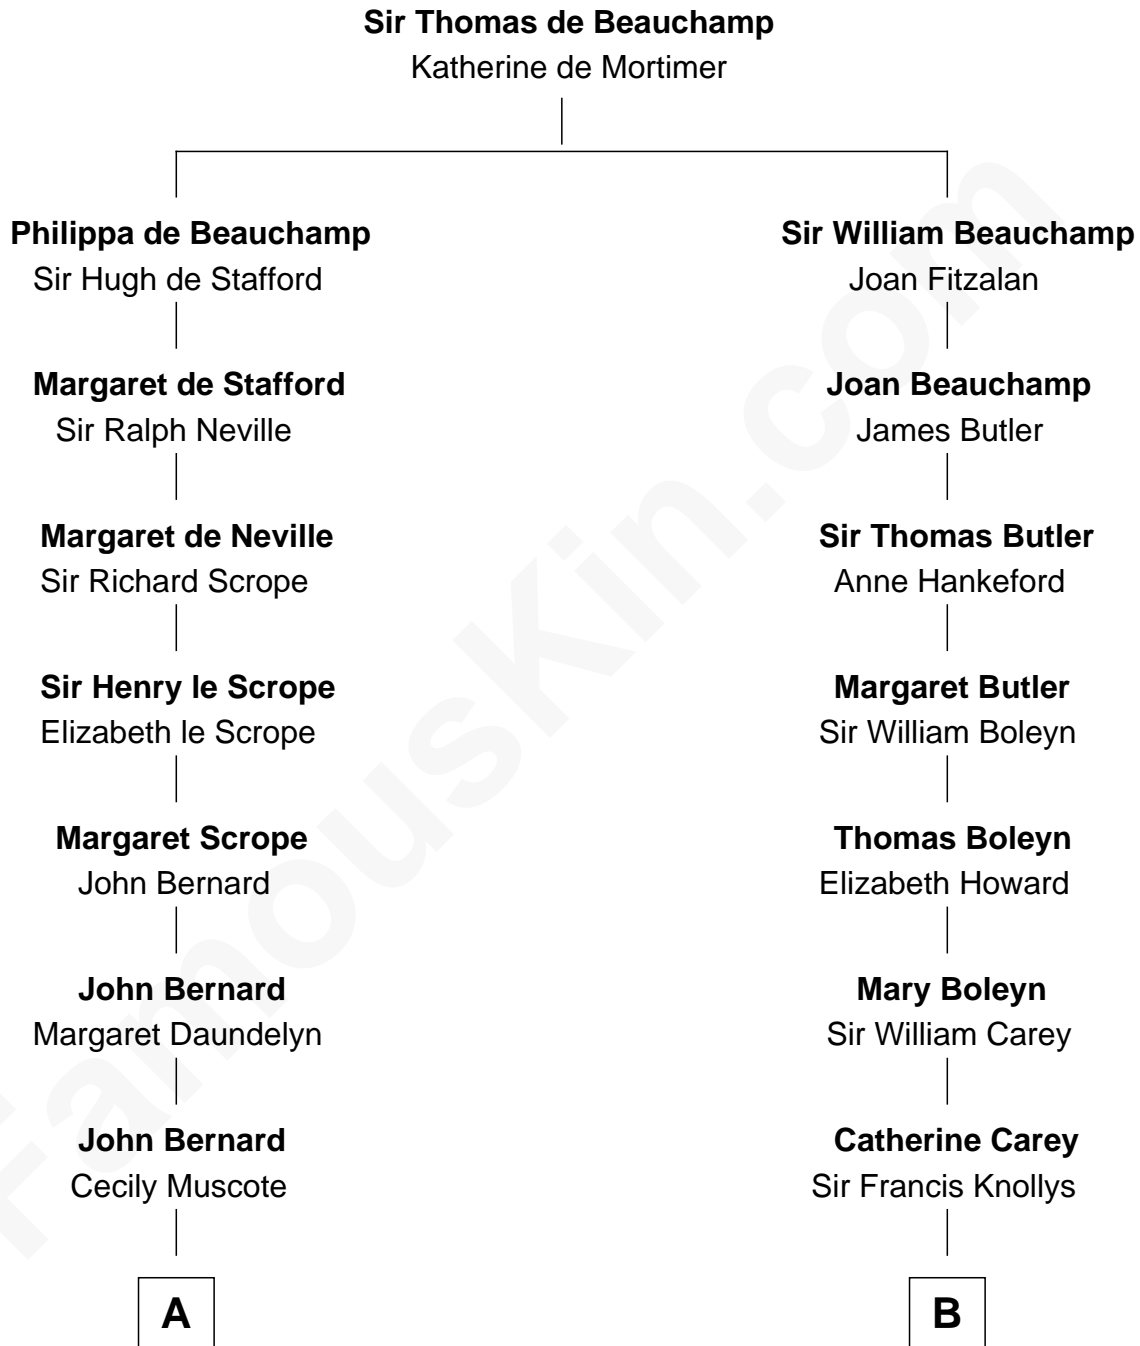 Sir Thomas de Beauchamp
Katherine de Mortimer
Philippa de Beauchamp
Sir Hugh de Stafford
Margaret de Stafford
Sir Ralph Neville
Margaret de Neville
Sir Richard Scrope
Sir Henry le Scrope
Elizabeth le Scrope
Margaret Scrope
John Bernard
John Bernard
Margaret Daundelyn
John Bernard
Cecily Muscote
A
Sir William Beauchamp
Joan Fitzalan
Joan Beauchamp
James Butler
Sir Thomas Butler
Anne Hankeford
Margaret Butler
Sir William Boleyn
Thomas Boleyn
Elizabeth Howard
Mary Boleyn
Sir William Carey
Catherine Carey
Sir Francis Knollys
B
FamousKin.com